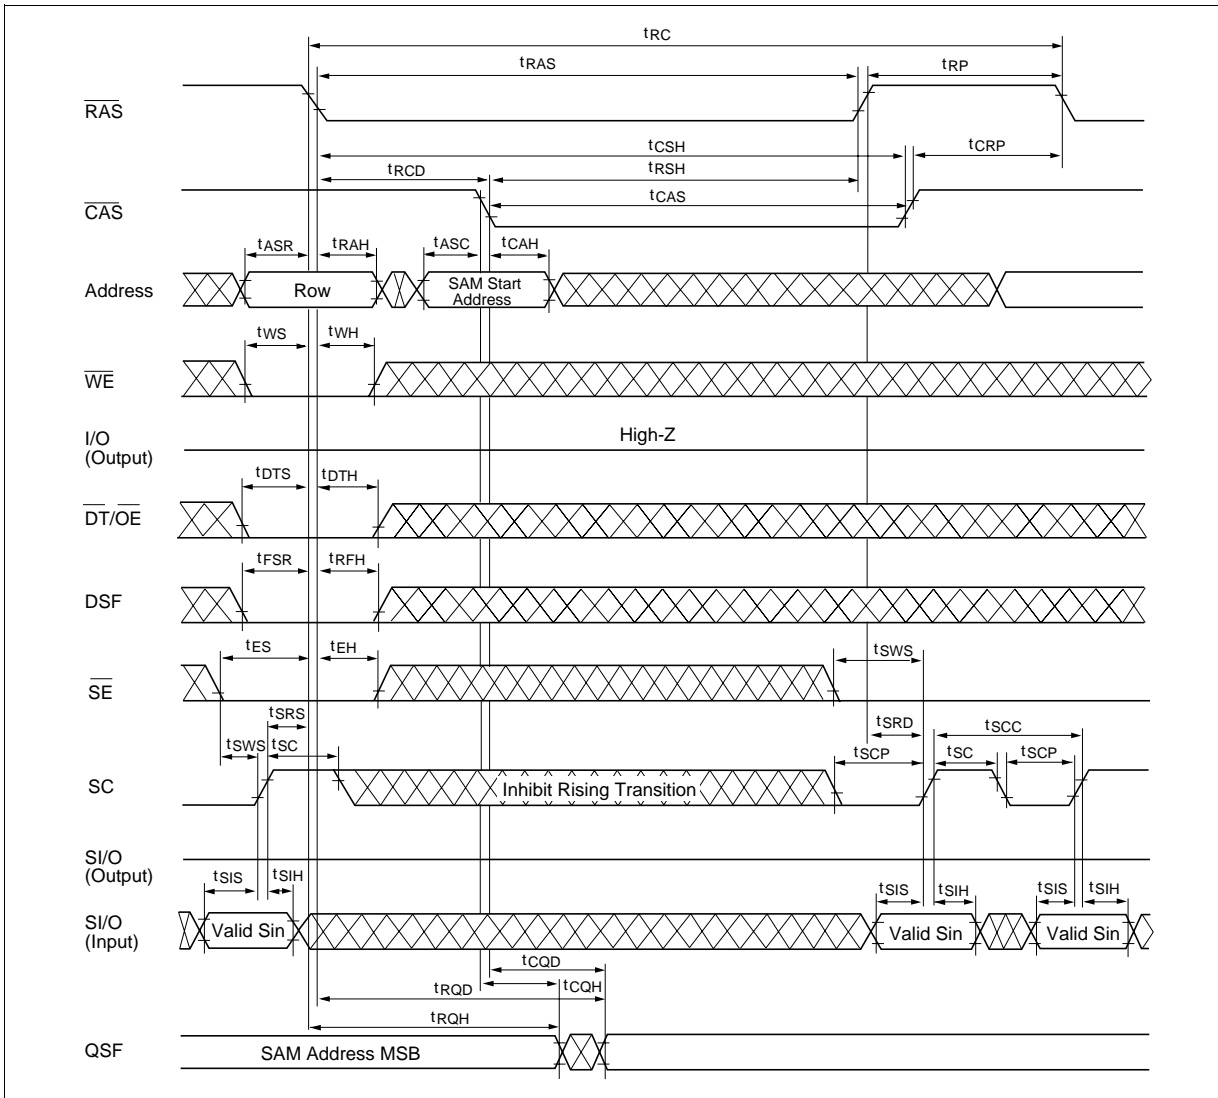 tRC
tRAS
tRP
RAS
tCSH
tCRP
tRCD
tRSH
tCAS
CAS
tASR
tRAH
tASC
tCAH
Address
Row
SAM Start
Address
tWS
tWH
WE
I/O
(Output)
High-Z
tDTS
tDTH
DT/OE
tFSR
tRFH
DSF
tES
tEH
tSWS
SE
tSRS
tSRD
tSCC
tSWS
tSC
tSCP
tSC
tSCP
SC
Inhibit Rising Transition
SI/O
(Output)
tSIS
tSIH
tSIS
tSIH
tSIS
tSIH
SI/O
(Input)
Valid Sin
Valid Sin
Valid Sin
tCQD
tRQD
tCQH
tRQH
QSF
SAM Address MSB